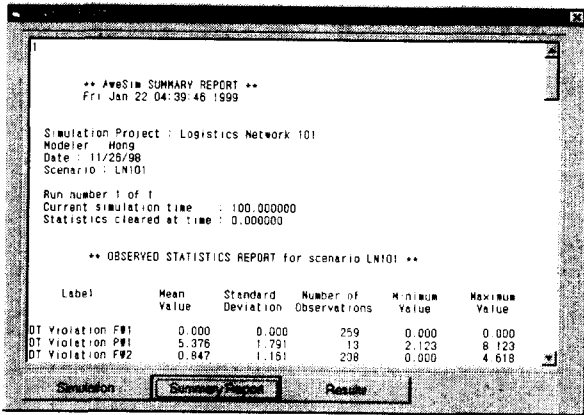 1
** AweSim SUMMARY REPORT **
Fri Jan 22 04:39:46 1999
Simulation Project : Logistics Network 101
Modeler Hong
Date : 11/26/98
Scenario : LN101
Run number 1 of 1
Current simulation time : 100.000000
Statistics cleared at time : 0.000000
** OBSERVED STATISTICS REPORT for scenario LN101 **
Label Mean Standard Number of Minimum Maximum
Value Deviation Observations Value Value
DT Violation FW1 0.000 0.000 259 0.000 0.000
DT Violation PW1 5.376 1.791 13 2.123 8.123
DT Violation FW2 0.847 1.161 238 0.000 4.618
Simulation Summary Report Results